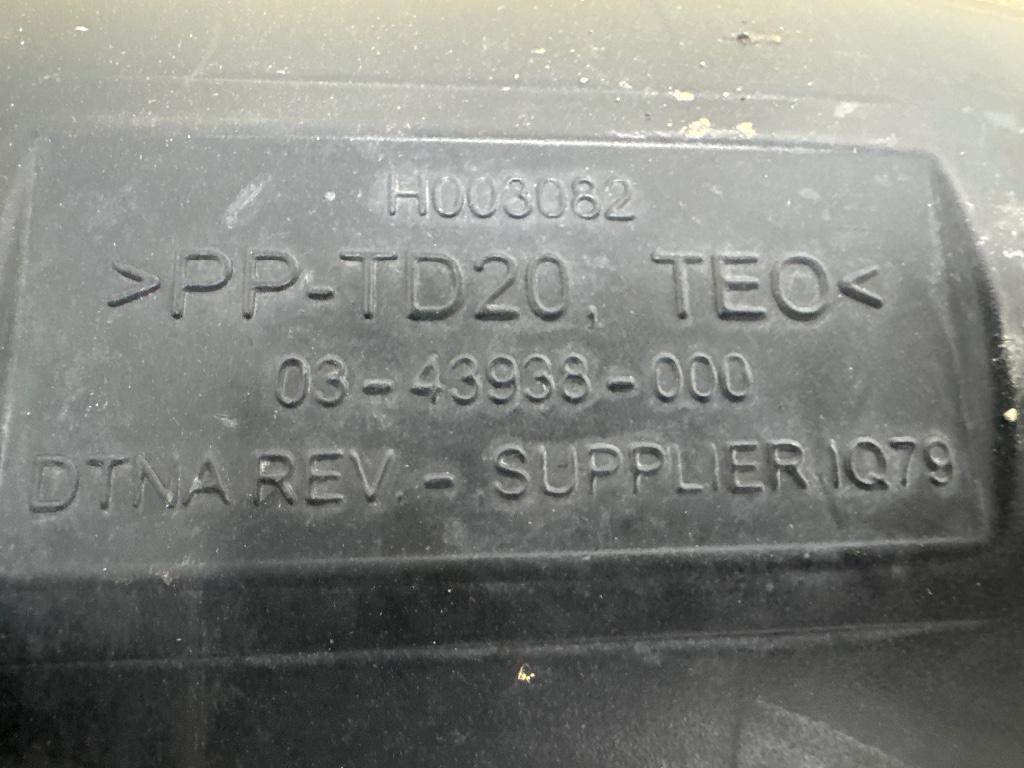 H003082
>PP-TD20, TEO<
03-43938-000
DTNA REV. - SUPPLIER IQ79